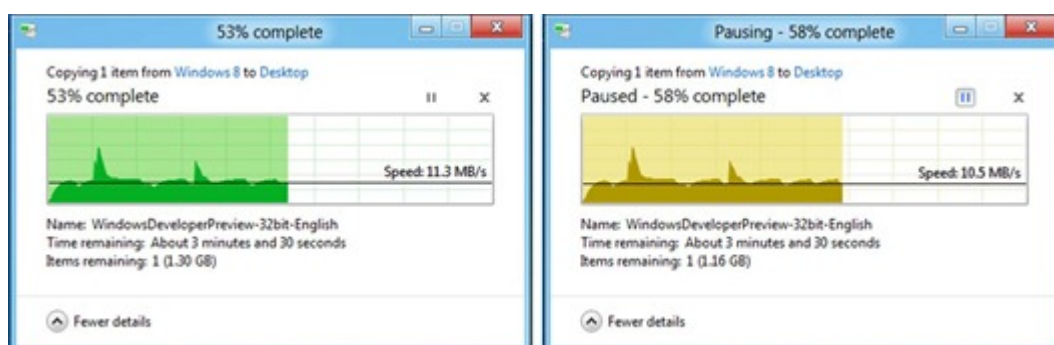 53% complete
Copying 1 item from Windows 8 to Desktop
53% complete
Speed: 11.3 MB/s
Name: WindowsDeveloperPreview-32bit-English
Time remaining: About 3 minutes and 30 seconds
Items remaining: 1 (1.30 GB)
Fewer details
Pausing - 58% complete
Copying 1 item from Windows 8 to Desktop
Paused - 58% complete
Speed: 10.5 MB/s
Name: WindowsDeveloperPreview-32bit-English
Time remaining: About 3 minutes and 30 seconds
Items remaining: 1 (1.16 GB)
Fewer details